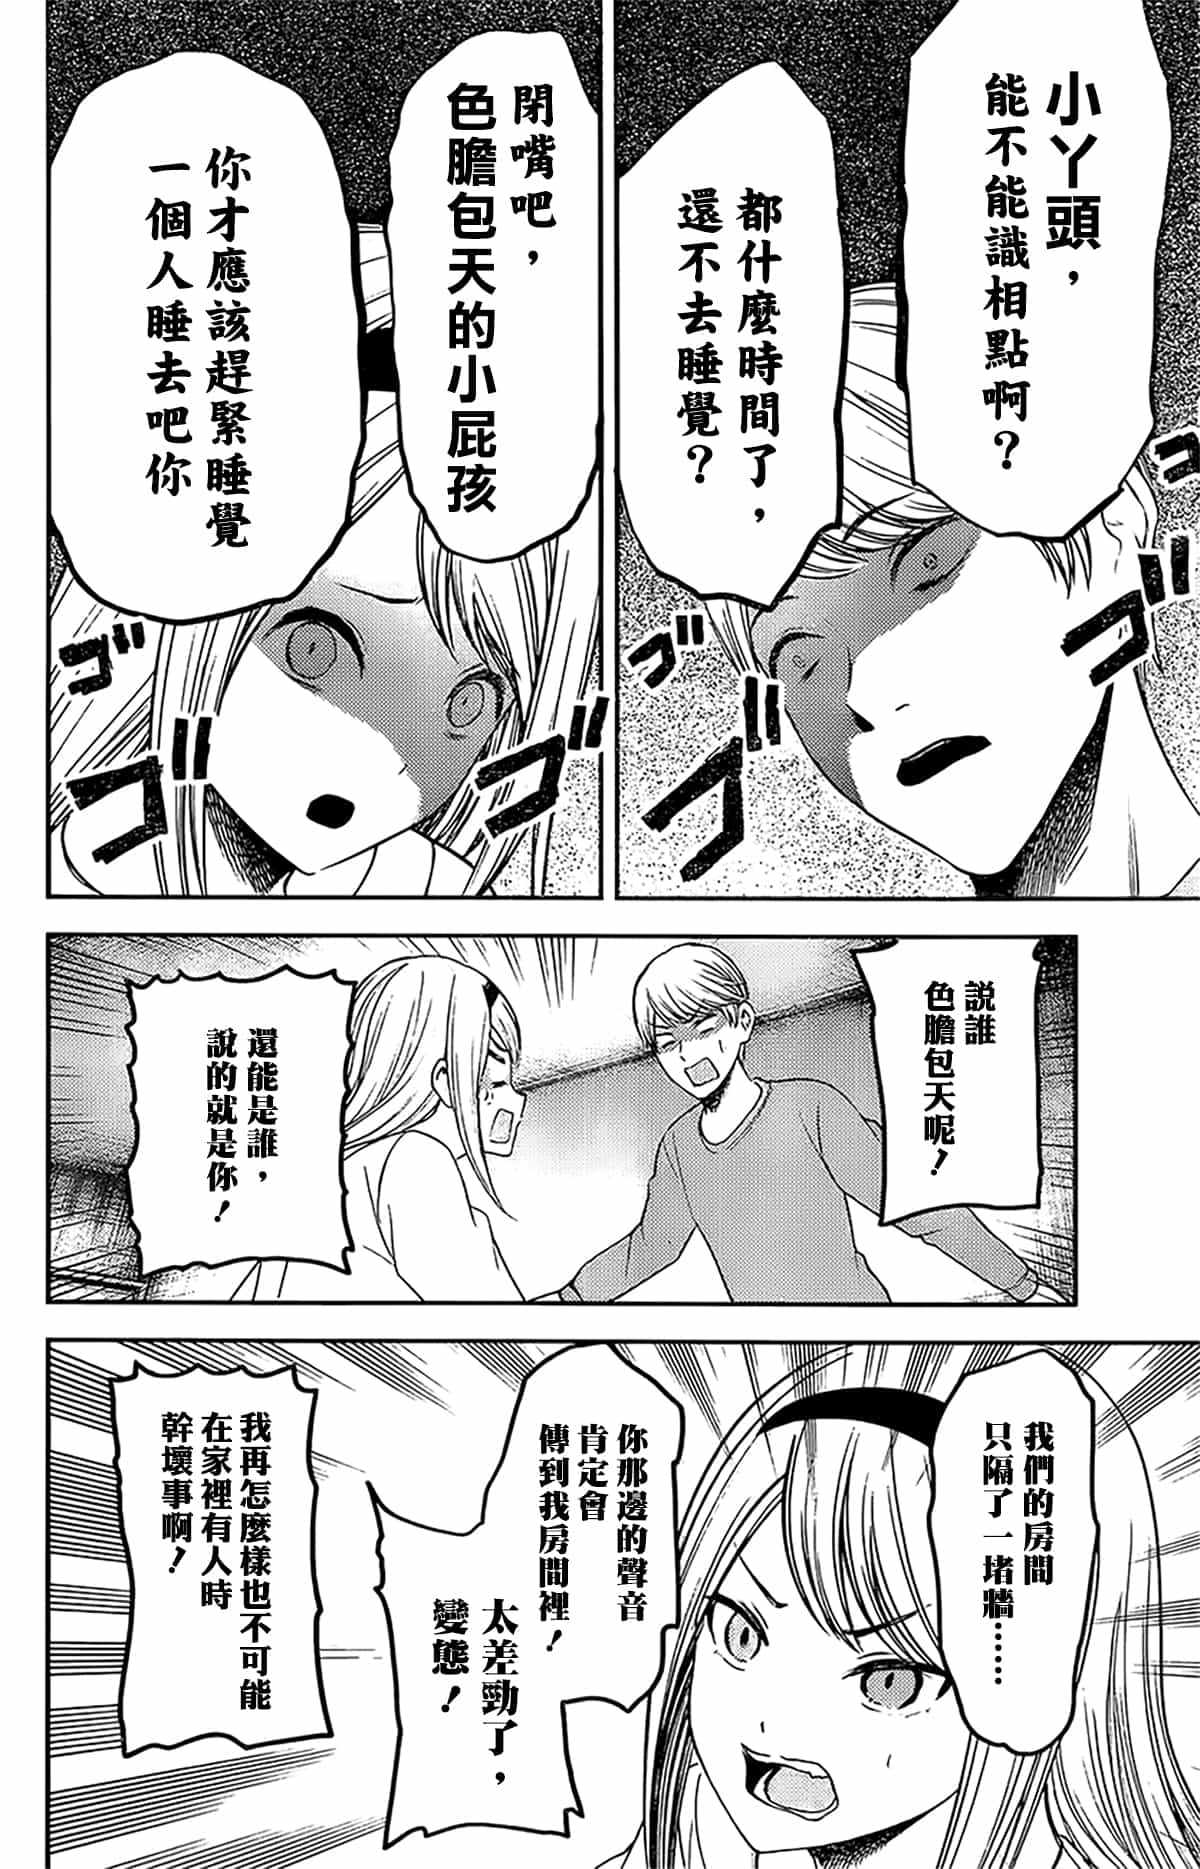 小丫頭，
能不能識相點啊？
都什麼時間了，
還不去睡覺？
ゴゴゴ
ゴゴゴ
閉嘴吧，
色膽包天的小屁孩
你才應該趕緊睡覺
一個人睡去吧你
ゴゴ
ゴゴ
説誰
色膽包天呢！
還能是誰，
說的就是你！
我們的房間
只隔了一堵牆……
你那邊的聲音
肯定會
傳到我房間裡！
太差勁了，
變態！
我再怎麼樣也不可能
在家裡有人時
幹壞事啊！